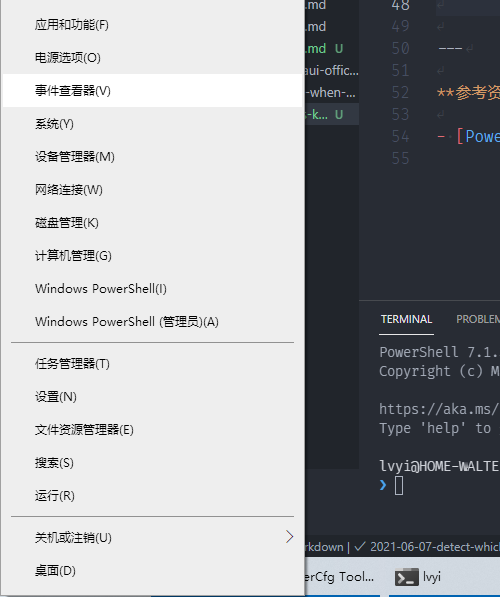 应用和功能(F)
电源选项(O)
事件查看器(V)
系统(Y)
设备管理器(M)
网络连接(W)
磁盘管理(K)
计算机管理(G)
Windows PowerShell(I)
Windows PowerShell (管理员)(A)
任务管理器(T)
设置(N)
文件资源管理器(E)
搜索(S)
运行(R)
关机或注销(U)
桌面(D)
.md
.md
.md U
aui-offic...
-when-...
s-k... U
48
49
50 ---
51
52 **参考资
53
54 - [Powe
55
TERMINAL PROBLEM
PowerShell 7.1.
Copyright (c) M
https://aka.ms/
Type 'help' to
lvyi@HOME-WALTE
❯
rkdown | ✓ 2021-06-07-detect-whic
erCfg Tool...
lvyi